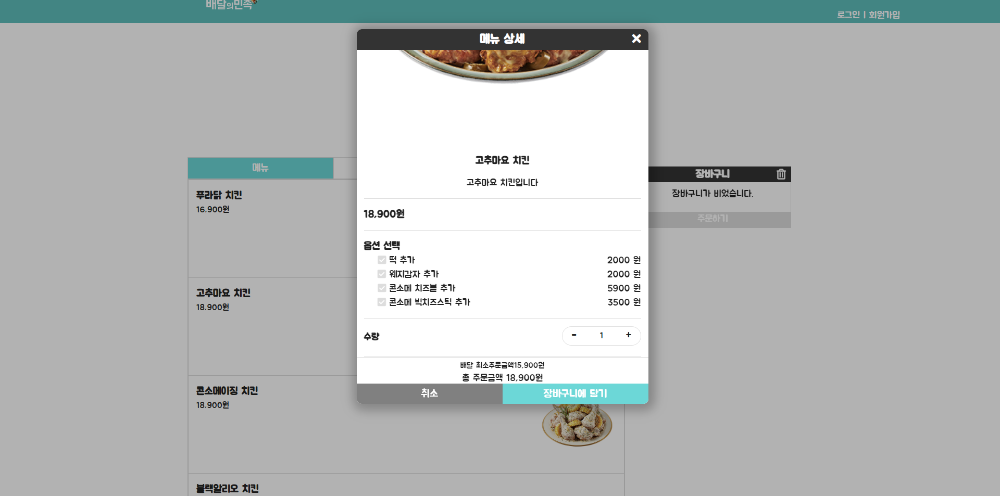 배달의민족
로그인 | 회원가입
메뉴 상세
메뉴
푸라닭 치킨
16,900원
고추마요 치킨
18,900원
콘소메이징 치킨
18,900원
블랙알리오 치킨
고추마요 치킨
고추마요 치킨입니다
18,900원
옵션 선택
떡 추가 2000 원
웨지감자 추가 2000 원
콘소메 치즈볼 추가 5900 원
콘소메 빅치즈스틱 추가 3500 원
수량 - 1 +
배달 최소주문금액15,900원
총 주문금액 18,900원
취소 장바구니에 담기
장바구니
장바구니가 비었습니다.
주문하기